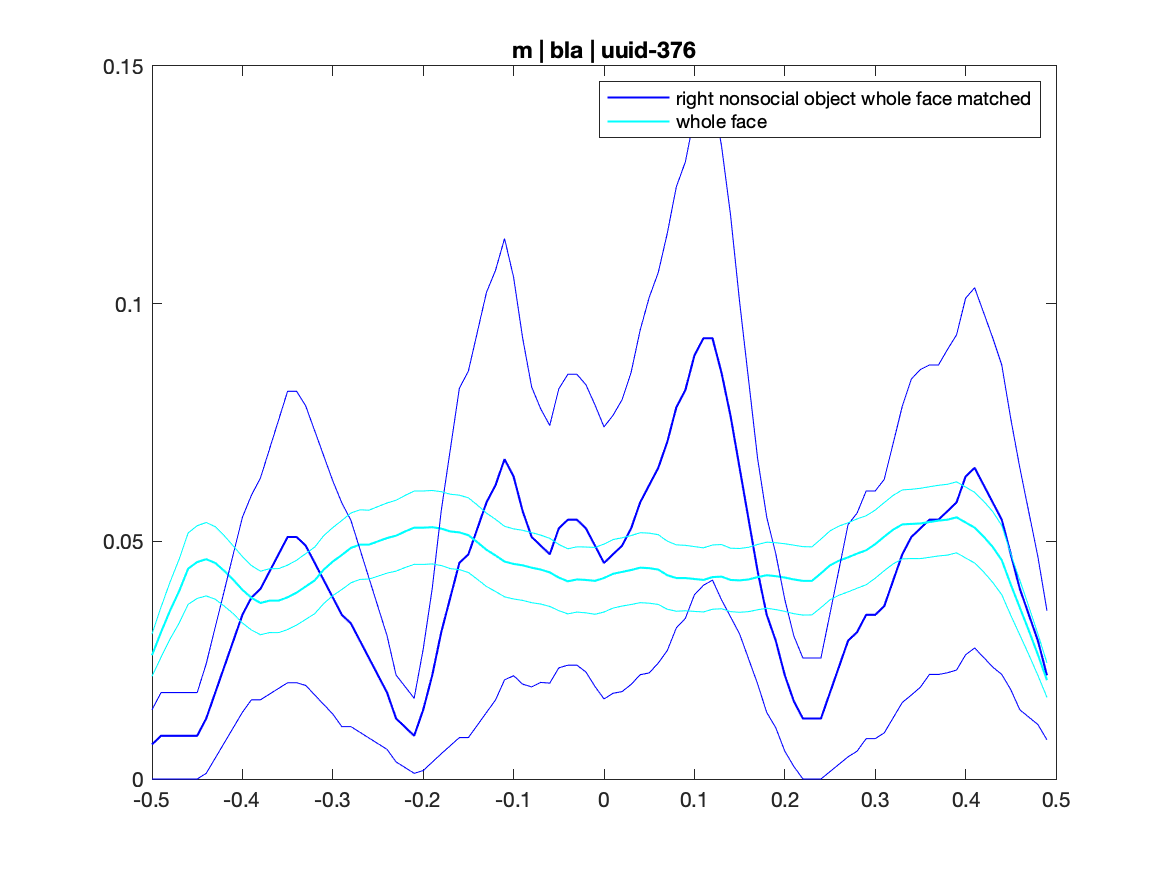 m | bla | uuid-376
0.15
right nonsocial object whole face matched
whole face
0.1
0.05
0
-0.5 -0.4 -0.3 -0.2 -0.1 0 0.1 0.2 0.3 0.4 0.5